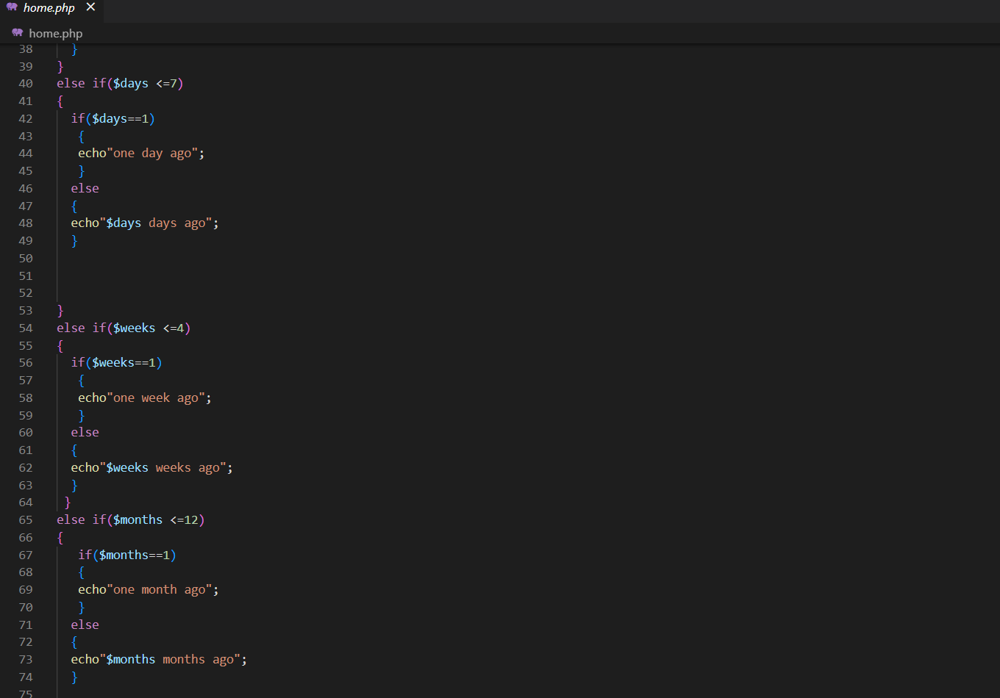 home.php ×
home.php
38 }
39 }
40 else if($days <=7)
41 {
42 if($days==1)
43 {
44 echo"one day ago";
45 }
46 else
47 {
48 echo"$days days ago";
49 }
50
51
52
53 }
54 else if($weeks <=4)
55 {
56 if($weeks==1)
57 {
58 echo"one week ago";
59 }
60 else
61 {
62 echo"$weeks weeks ago";
63 }
64 }
65 else if($months <=12)
66 {
67 if($months==1)
68 {
69 echo"one month ago";
70 }
71 else
72 {
73 echo"$months months ago";
74 }
75